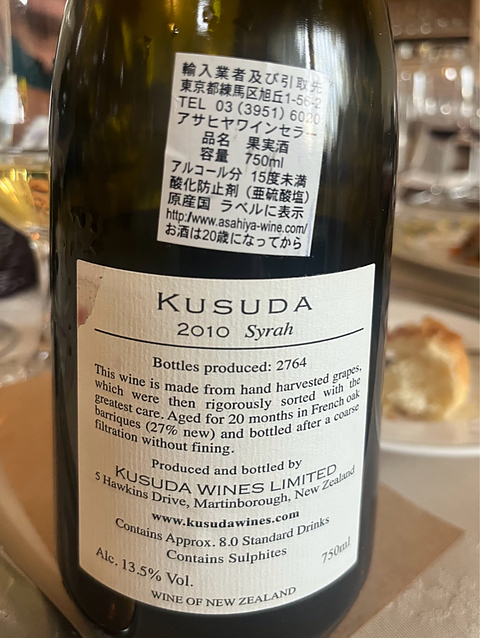 輸入業者及び引取先
東京都練馬区旭丘1-56-2
TEL 03 (3951) 6020
アサヒヤワインセラー
品名 果実酒
容量 750ml
アルコール分 15度未満
酸化防止剤（亜硫酸塩）
原産国 ラベルに表示
http://www.asahiya-wine.com/
お酒は20歳になってから
KUSUDA
2010 Syrah
Bottles produced: 2764
This wine is made from hand harvested grapes,
which were then rigorously sorted with the
greatest care. Aged for 20 months in French oak
barriques (27% new) and bottled after a coarse
filtration without fining.
Produced and bottled by
KUSUDA WINES LIMITED
5 Hawkins Drive, Martinborough, New Zealand
www.kusudawines.com
Contains Approx. 8.0 Standard Drinks
Contains Sulphites
Alc. 13.5% Vol. 750ml
WINE OF NEW ZEALAND